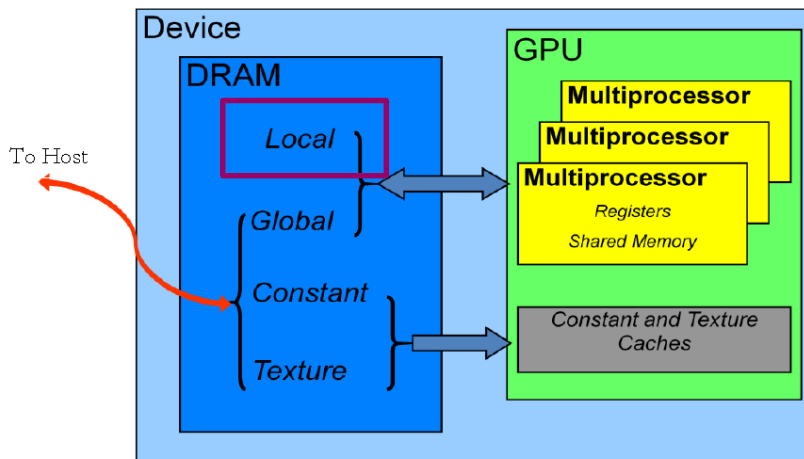 Device
DRAM
Local
Global
Constant
Texture
To Host
GPU
Multiprocessor
Multiprocessor
Multiprocessor
Registers
Shared Memory
Constant and Texture
Caches